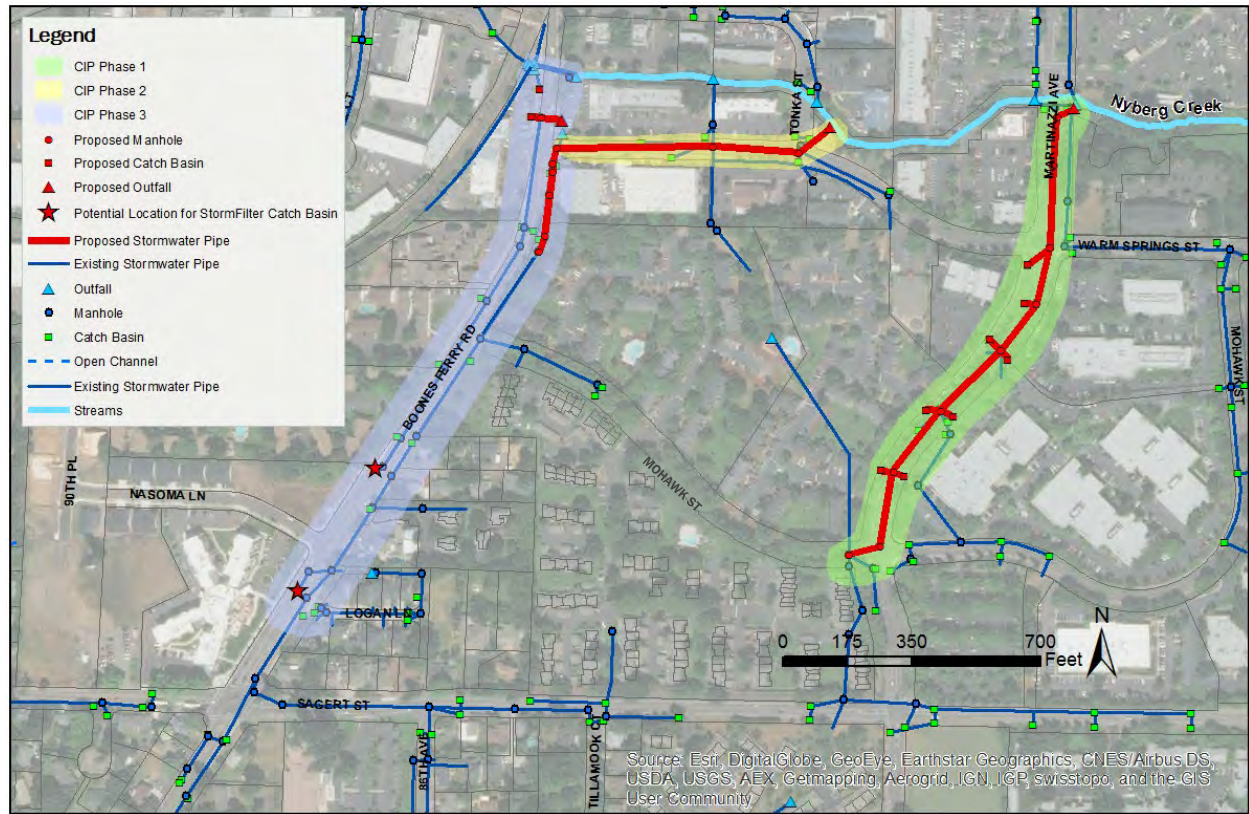 Legend
CIP Phase 1
CIP Phase 2
CIP Phase 3
Proposed Manhole
Proposed Catch Basin
Proposed Outfall
Potential Location for StormFilter Catch Basin
Proposed Stormwater Pipe
Existing Stormwater Pipe
Outfall
Manhole
Catch Basin
Open Channel
Existing Stormwater Pipe
Streams
TONKA ST
MARTINAZZI AVE
Nyberg Creek
WARM SPRINGS ST
MOHAWK ST
BOONES FERRY RD
MOHAWK ST
90TH PL
NASOMA LN
LOGAN LN
SAGERT ST
86TH AVE
TILLAMOOK CT
N
0 175 350 700
Feet
Source: Esri, DigitalGlobe, GeoEye, Earthstar Geographics, CNES/Airbus DS,
USDA, USGS, AEX, Getmapping, Aerogrid, IGN, IGP, swisstopo, and the GIS
User Community